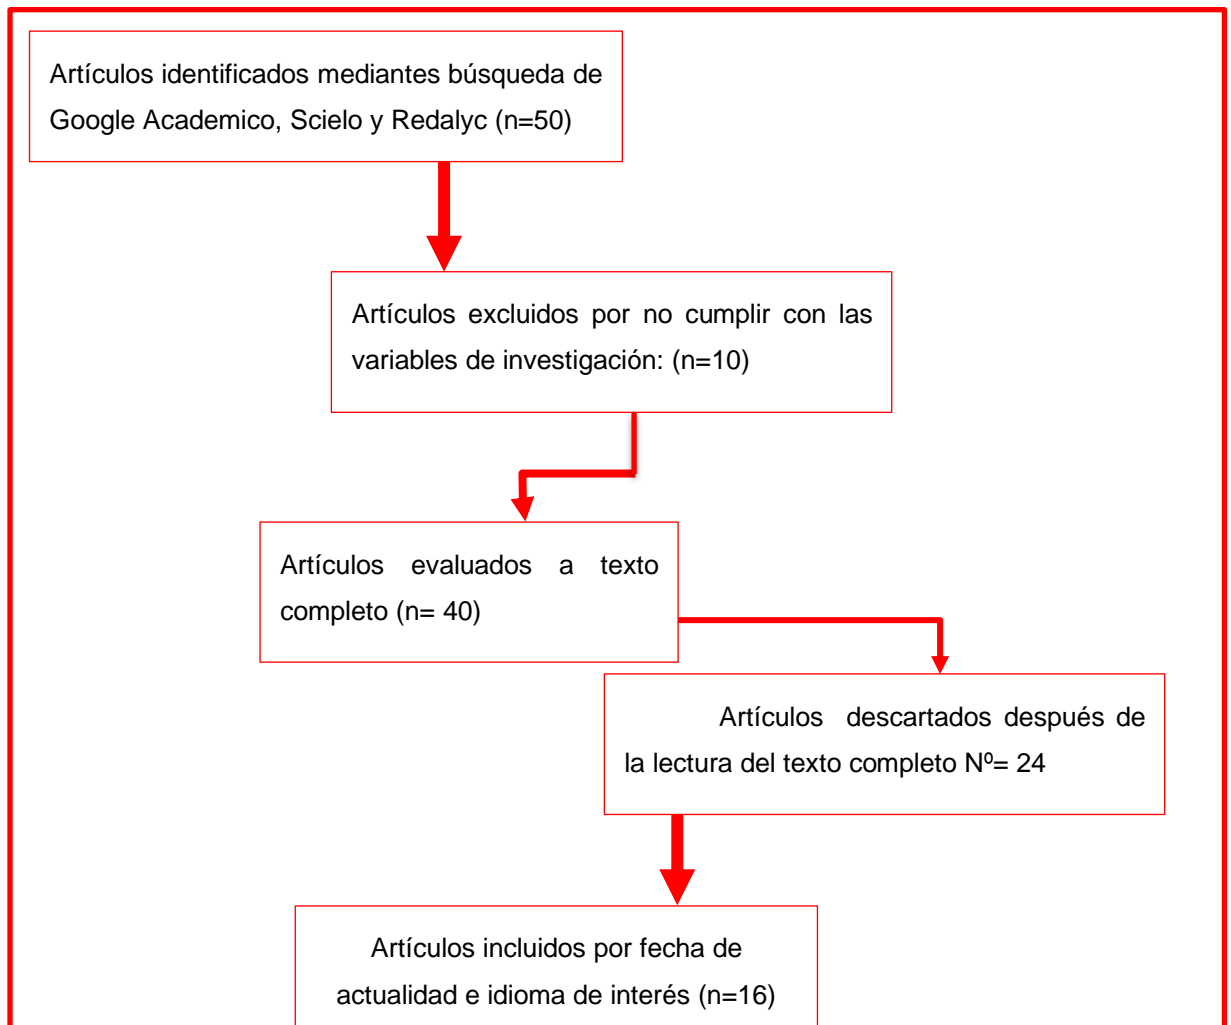 Artículos identificados mediantes búsqueda de
Google Academico, Scielo y Redalyc (n=50)
Artículos excluidos por no cumplir con las
variables de investigación: (n=10)
Artículos evaluados a texto
completo (n= 40)
Artículos descartados después de
la lectura del texto completo Nº= 24
Artículos incluidos por fecha de
actualidad e idioma de interés (n=16)